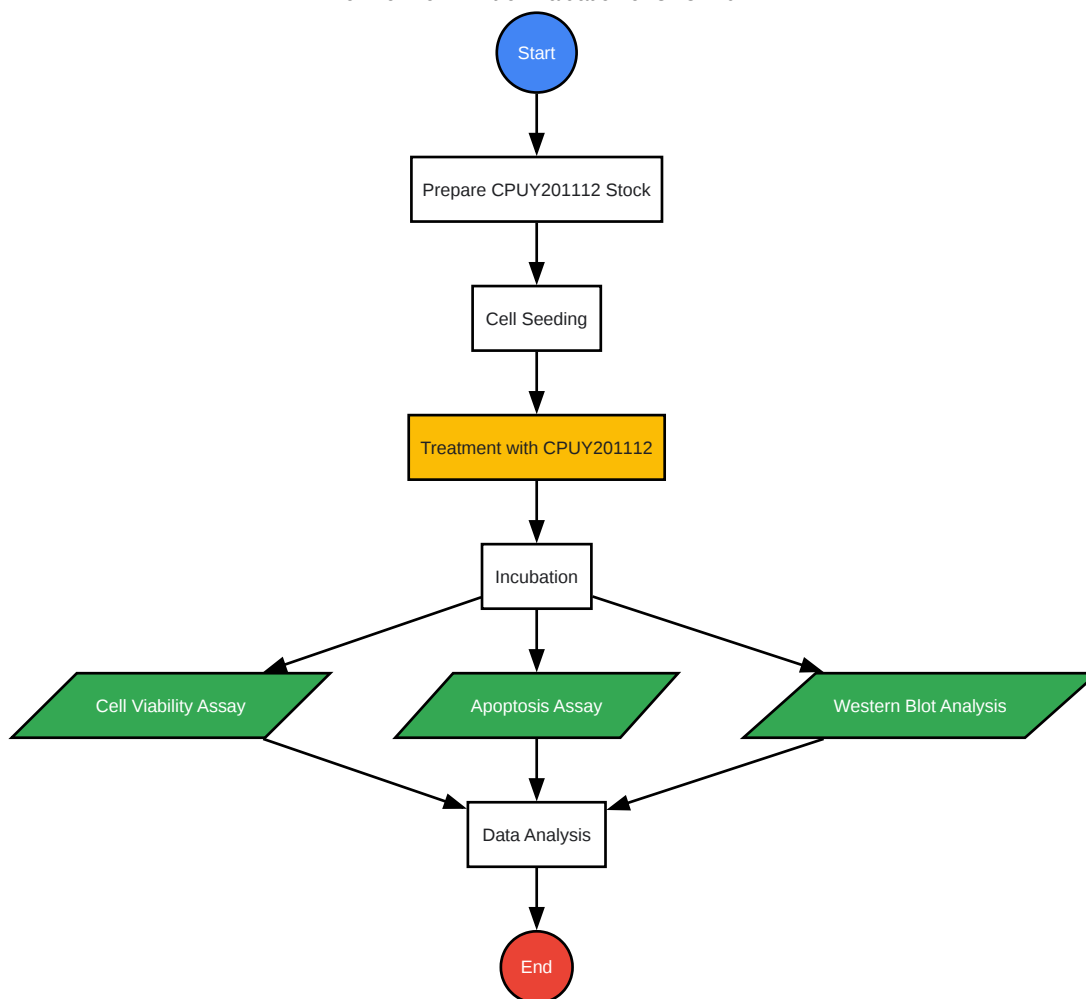 Start
Prepare CPUY201112 Stock
Cell Seeding
Treatment with CPUY201112
Incubation
Cell Viability Assay
Apoptosis Assay
Western Blot Analysis
Data Analysis
End